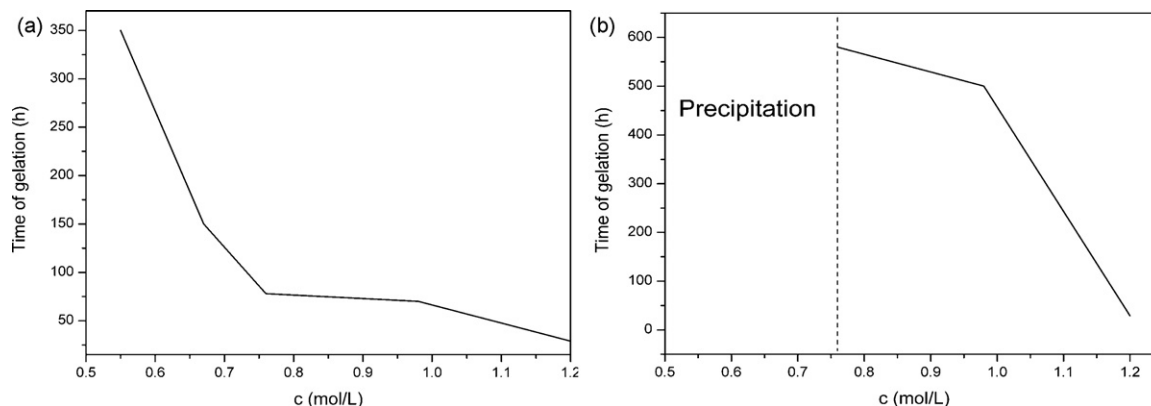 (a)
350
300
250
200
150
100
50
Time of gelation (h)
0.5 0.6 0.7 0.8 0.9 1.0 1.1 1.2
c (mol/L)
(b)
600
500
400
300
200
100
0
Time of gelation (h)
Precipitation
0.5 0.6 0.7 0.8 0.9 1.0 1.1 1.2
c (mol/L)